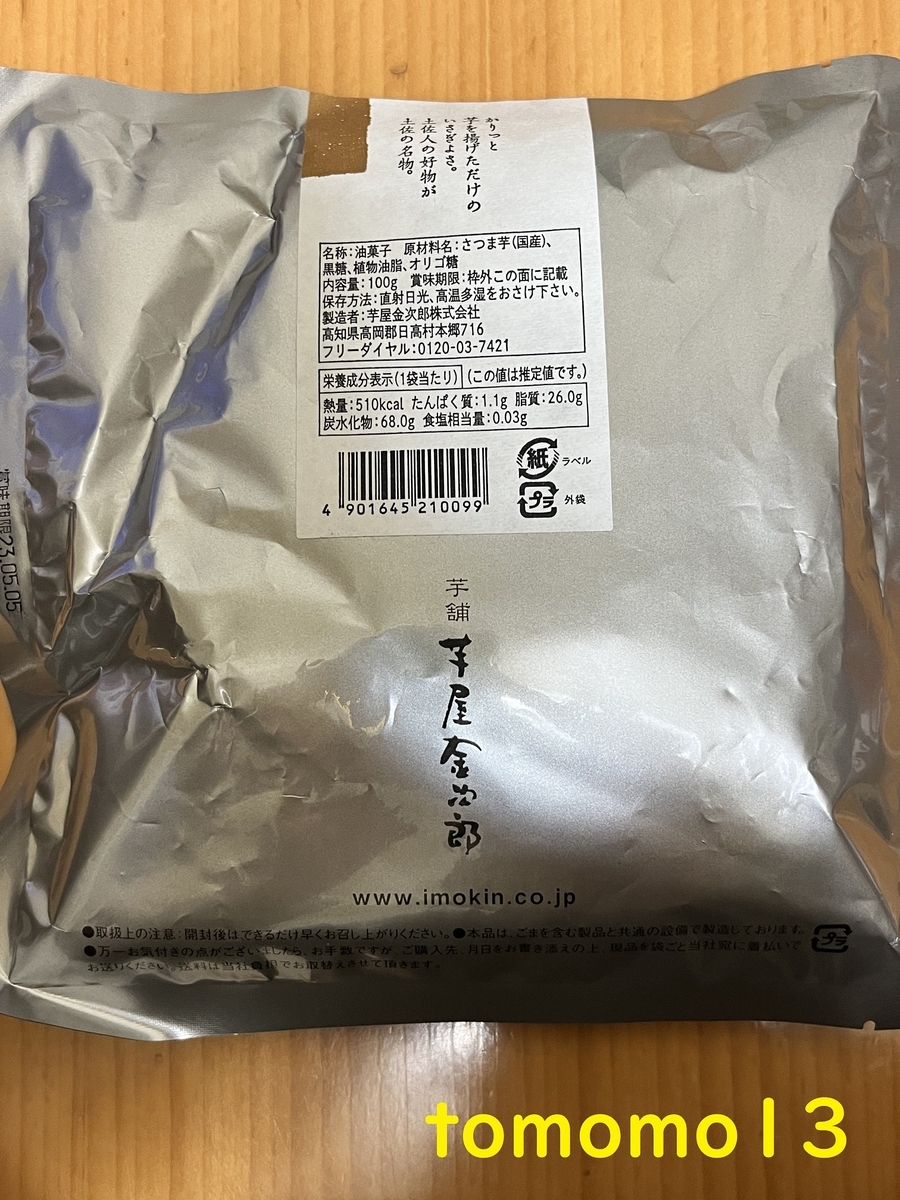 かりっと
芋を揚げただけの
いさぎよさ。
土佐人の好物が
土佐の名物。
名称:油菓子 原材料名:さつま芋(国産)、
黒糖、植物油脂、オリゴ糖
内容量:100g 賞味期限:枠外この面に記載
保存方法:直射日光、高温多湿をおさけ下さい。
製造者:芋屋金次郎株式会社
高知県高岡郡日高村本郷716
フリーダイヤル:0120-03-7421
栄養成分表示(1袋当たり) (この値は推定値です。)
熱量:510kcal たんぱく質:1.1g 脂質:26.0g
炭水化物:68.0g 食塩相当量:0.03g
4 901645 210099
紙 ラベル
プラ 外袋
賞味期限23.05.05
芋舗
芋屋金次郎
www.imokin.co.jp
●取扱上の注意:開封後はできるだけ早くお召し上がりください。●本品は、ごまを含む製品と共通の設備で製造しております。
●万一お気付きの点がございましたら、お手数ですが、ご購入先、月日をお書き添えの上、現品を袋ごと当社宛に着払いで
お送りください。送料は当社負担でお取替えさせて頂きます。
プラ
tomomo13